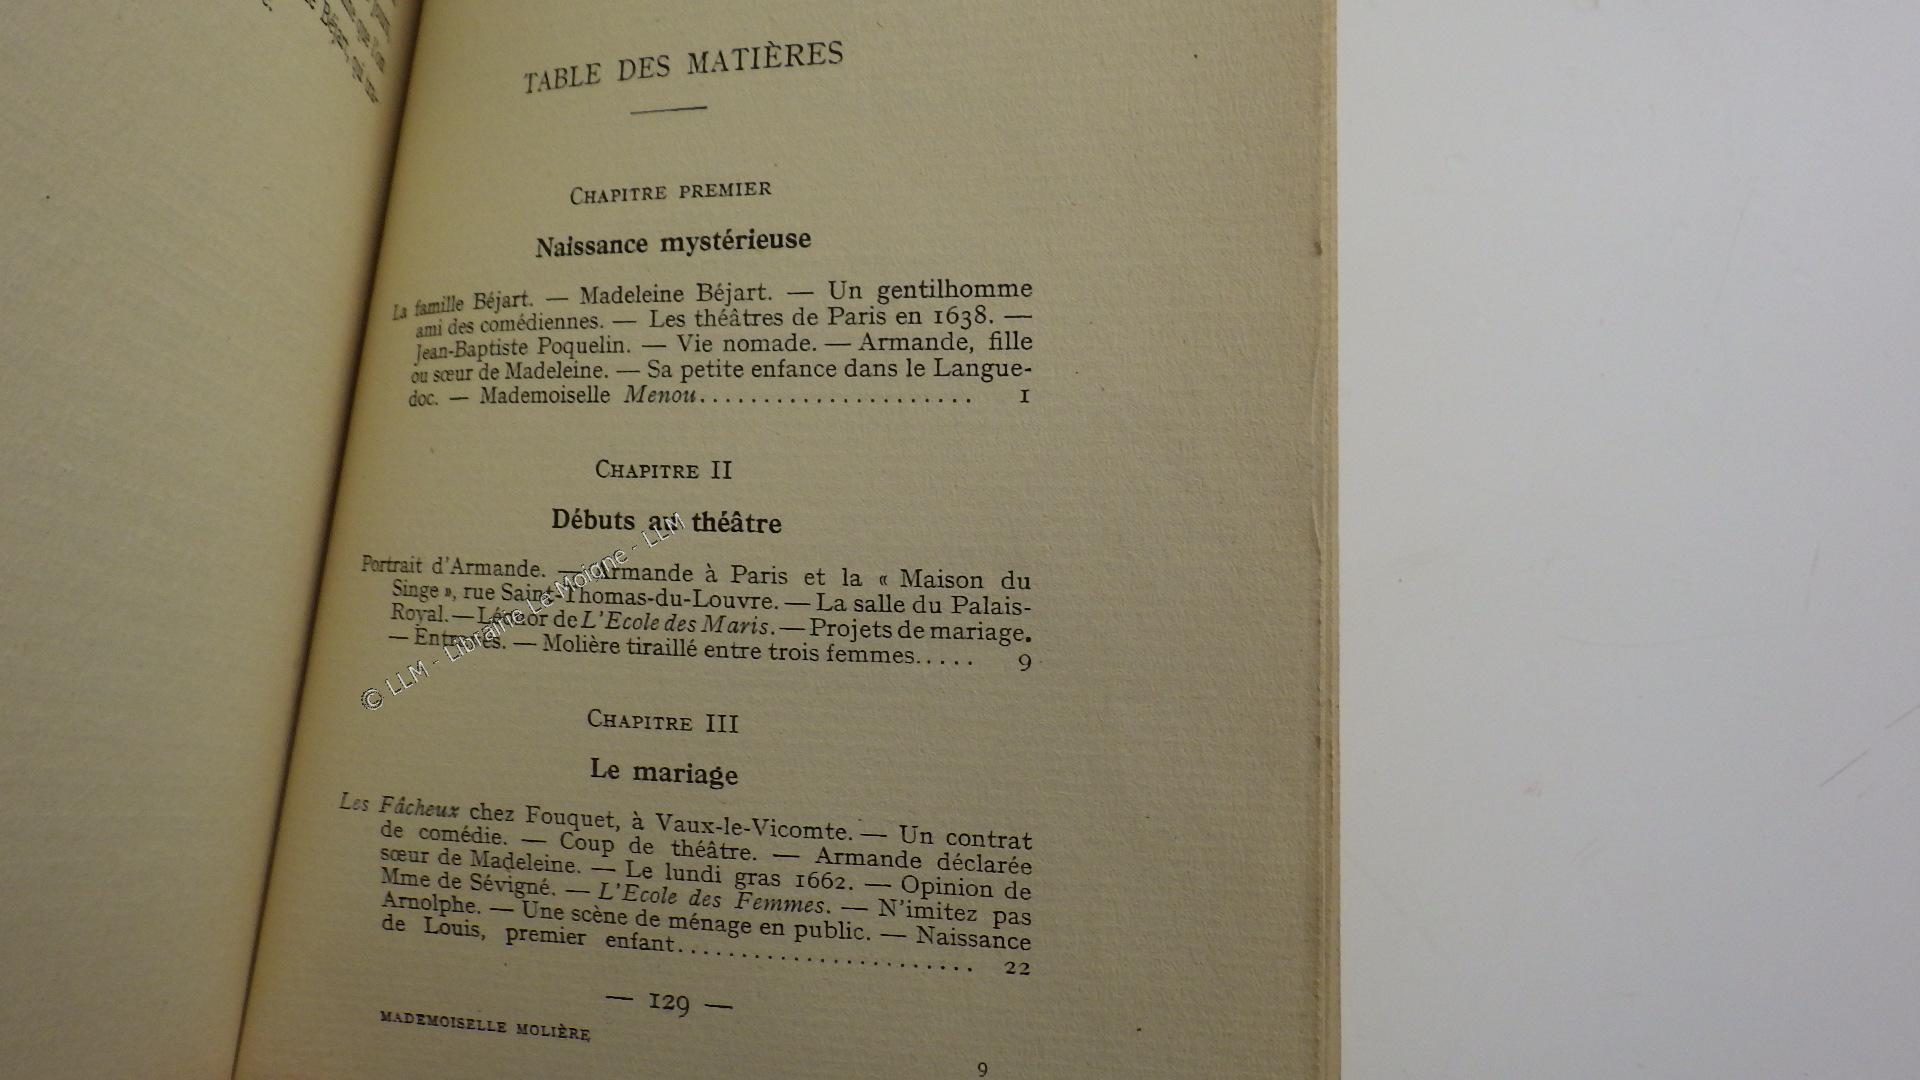 TABLE DES MATIÈRES
CHAPITRE PREMIER
Naissance mystérieuse
La famille Béjart. — Madeleine Béjart. — Un gentilhomme
ami des comédiennes. — Les théâtres de Paris en 1638. —
Jean-Baptiste Poquelin. — Vie nomade. — Armande, fille
ou sœur de Madeleine. — Sa petite enfance dans le Langue-
doc. — Mademoiselle Menou..................... 1
CHAPITRE II
Débuts au théâtre
Portrait d'Armande. — Armande à Paris et la « Maison du
Singe », rue Saint-Thomas-du-Louvre. — La salle du Palais-
Royal. — Léonor de L'Ecole des Maris. — Projets de mariage.
— Entraves. — Molière tiraillé entre trois femmes..... 9
CHAPITRE III
Le mariage
Les Fâcheux chez Fouquet, à Vaux-le-Vicomte. — Un contrat
de comédie. — Coup de théâtre. — Armande déclarée
sœur de Madeleine. — Le lundi gras 1662. — Opinion de
Mme de Sévigné. — L'Ecole des Femmes. — N'imitez pas
Arnolphe. — Une scène de ménage en public. — Naissance
de Louis, premier enfant........................ 22
— 129 —
MADEMOISELLE MOLIÈRE
9
© LLM - Librairie Le Moigne - LLM